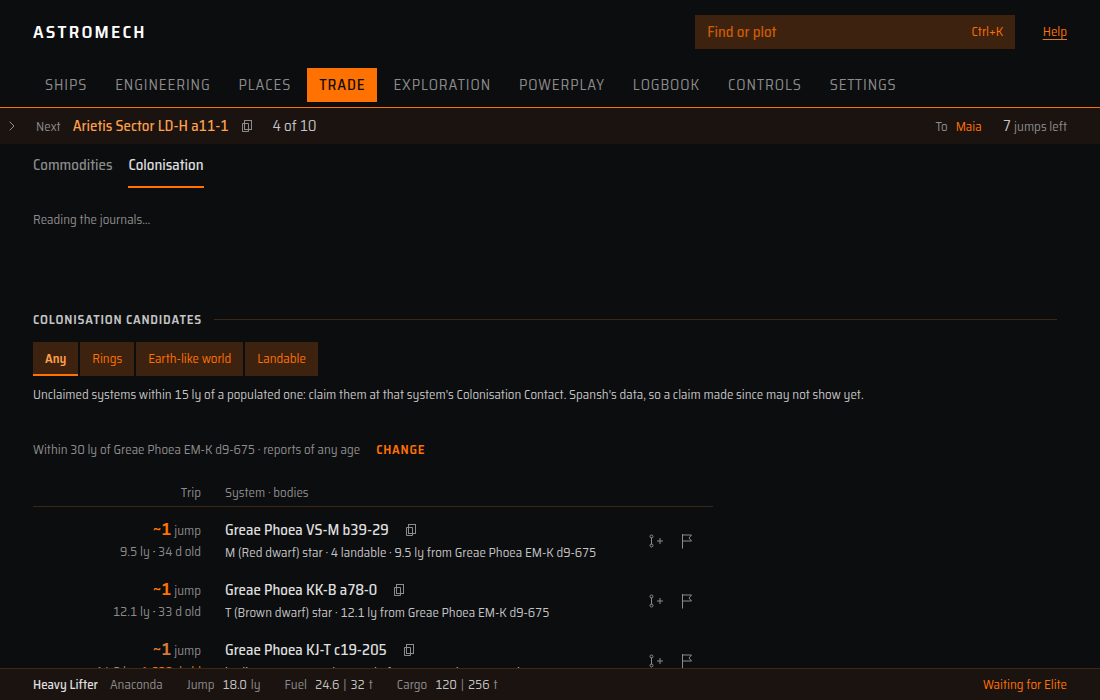 ASTROMECH
Find or plot Ctrl+K Help
SHIPS ENGINEERING PLACES TRADE EXPLORATION POWERPLAY LOGBOOK CONTROLS SETTINGS
Next Arietis Sector LD-H a11-1 4 of 10 To Maia 7 jumps left
Commodities Colonisation
Reading the journals...
COLONISATION CANDIDATES
Any Rings Earth-like world Landable
Unclaimed systems within 15 ly of a populated one: claim them at that system's Colonisation Contact. Spansh's data, so a claim made since may not show yet.
Within 30 ly of Greae Phoea EM-K d9-675 · reports of any age CHANGE
Trip System · bodies
~1 jump Greae Phoea VS-M b39-29
9.5 ly · 34 d old M (Red dwarf) star · 4 landable · 9.5 ly from Greae Phoea EM-K d9-675
~1 jump Greae Phoea KK-B a78-0
12.1 ly · 33 d old T (Brown dwarf) star · 12.1 ly from Greae Phoea EM-K d9-675
~1 jump Greae Phoea KJ-T c19-205
Heavy Lifter Anaconda Jump 18.0 ly Fuel 24.6 | 32 t Cargo 120 | 256 t Waiting for Elite